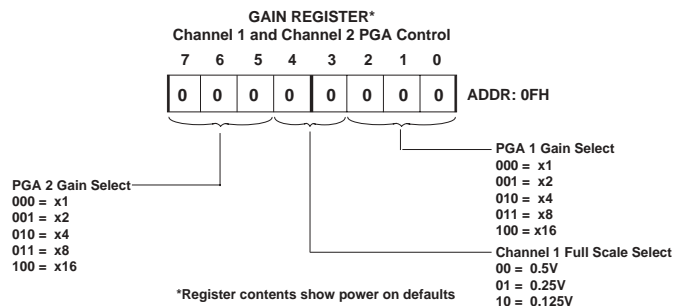 GAIN REGISTER*
Channel 1 and Channel 2 PGA Control
7 6 5 4 3 2 1 0
0 0 0 0 0 0 0 0 ADDR: 0FH
PGA 2 Gain Select
000 = x1
001 = x2
010 = x4
011 = x8
100 = x16
PGA 1 Gain Select
000 = x1
001 = x2
010 = x4
011 = x8
100 = x16
Channel 1 Full Scale Select
00 = 0.5V
01 = 0.25V
10 = 0.125V
*Register contents show power on defaults